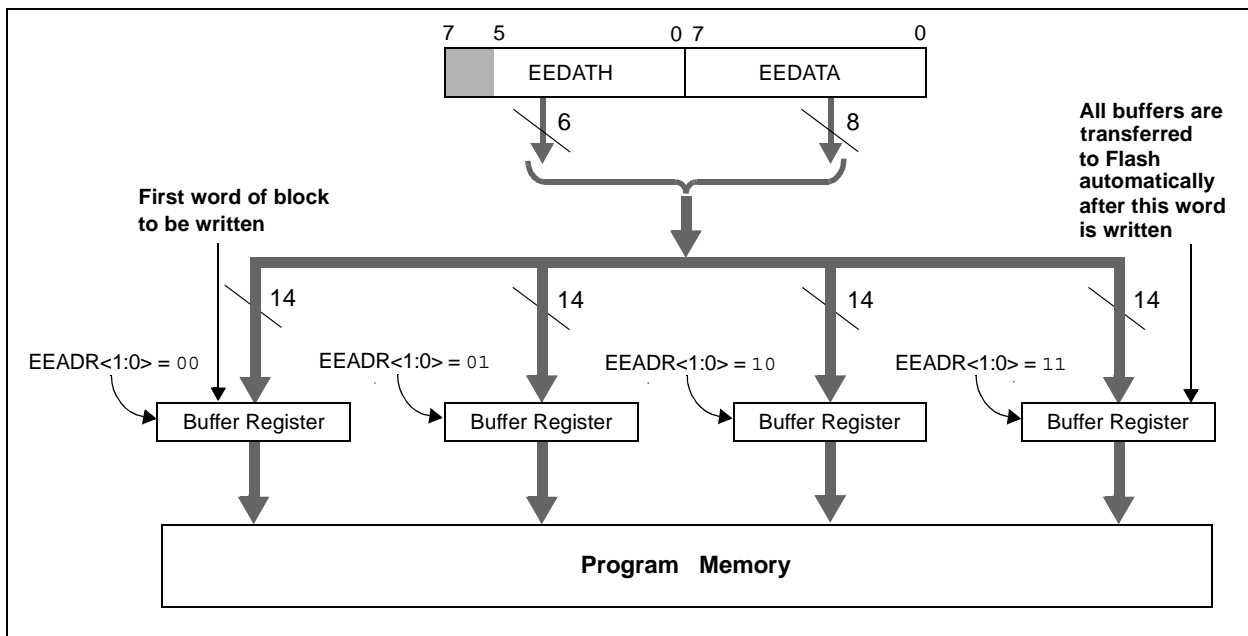 7 5 0 7 0
EEDATH EEDATA
6 8
All buffers are
transferred
to Flash
automatically
after this word
is written
First word of block
to be written
14 14 14 14
EEADR<1:0> = 00 EEADR<1:0> = 01 EEADR<1:0> = 10 EEADR<1:0> = 11
Buffer Register Buffer Register Buffer Register Buffer Register
Program Memory